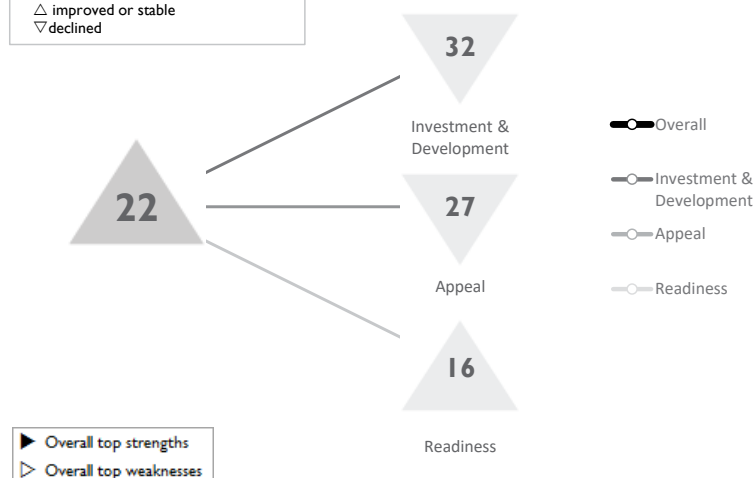 △ improved or stable
▽ declined
32
Investment &
Development
22
27
Appeal
16
Readiness
Overall
Investment &
Development
Appeal
Readiness
▶ Overall top strengths
▷ Overall top weaknesses